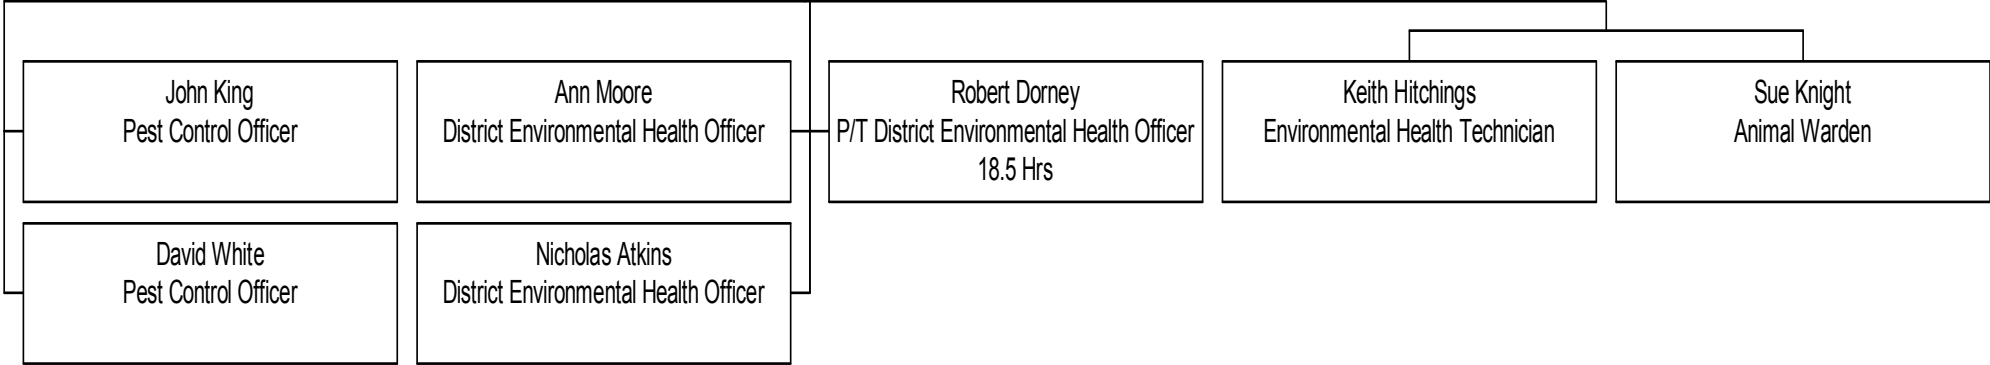 John King
Pest Control Officer
Ann Moore
District Environmental Health Officer
Robert Dorney
P/T District Environmental Health Officer
18.5 Hrs
Keith Hitchings
Environmental Health Technician
Sue Knight
Animal Warden
David White
Pest Control Officer
Nicholas Atkins
District Environmental Health Officer